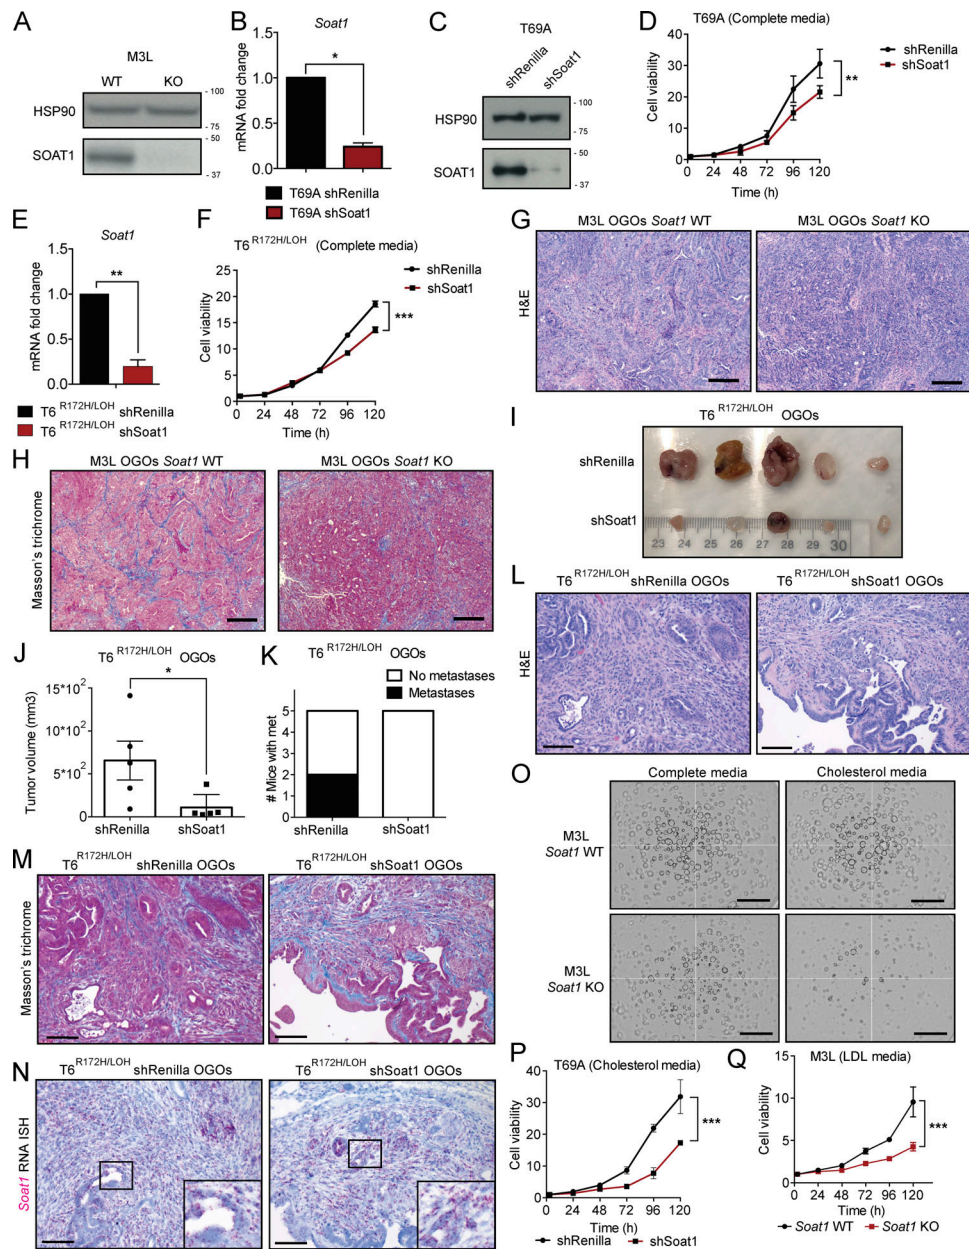 A
M3L
WT KO
HSP90
SOAT1
- 100
- 75
- 50
- 37
B
Soat1
mRNA fold change
1.5
1.0
0.5
0.0
*
T69A shRenilla
T69A shSoat1
C
T69A
shRenilla
shSoat1
HSP90
SOAT1
- 100
- 75
- 50
- 37
D
T69A (Complete media)
Cell viability
40
30
20
10
0
0 24 48 72 96 120
Time (h)
shRenilla
shSoat1
**
E
Soat1
mRNA fold change
1.5
1.0
0.5
0.0
**
T6 R172H/LOH shRenilla
T6 R172H/LOH shSoat1
F
T6 R172H/LOH (Complete media)
Cell viability
25
20
15
10
5
0
0 24 48 72 96 120
Time (h)
shRenilla
shSoat1
***
G
M3L OGOs Soat1 WT
M3L OGOs Soat1 KO
H&E
H
M3L OGOs Soat1 WT
M3L OGOs Soat1 KO
Masson's trichrome
I
T6 R172H/LOH OGOs
shRenilla
shSoat1
23 24 25 26 27 28 29 30
J
T6 R172H/LOH OGOs
Tumor volume (mm3)
15*10²
10*10²
5*10²
0
*
shRenilla shSoat1
K
T6 R172H/LOH OGOs
No metastases
Metastases
# Mice with met
6
5
4
3
2
1
0
shRenilla shSoat1
L
T6 R172H/LOH shRenilla OGOs
T6 R172H/LOH shSoat1 OGOs
H&E
M
T6 R172H/LOH shRenilla OGOs
T6 R172H/LOH shSoat1 OGOs
Masson's trichrome
N
T6 R172H/LOH shRenilla OGOs
T6 R172H/LOH shSoat1 OGOs
Soat1 RNA ISH
O
Complete media
Cholesterol media
M3L
Soat1 WT
M3L
Soat1 KO
P
T69A (Cholesterol media)
Cell viability
40
30
20
10
0
0 24 48 72 96 120
Time (h)
***
shRenilla shSoat1
Q
M3L (LDL media)
Cell viability
15
10
5
0
0 24 48 72 96 120
Time (h)
***
Soat1 WT Soat1 KO